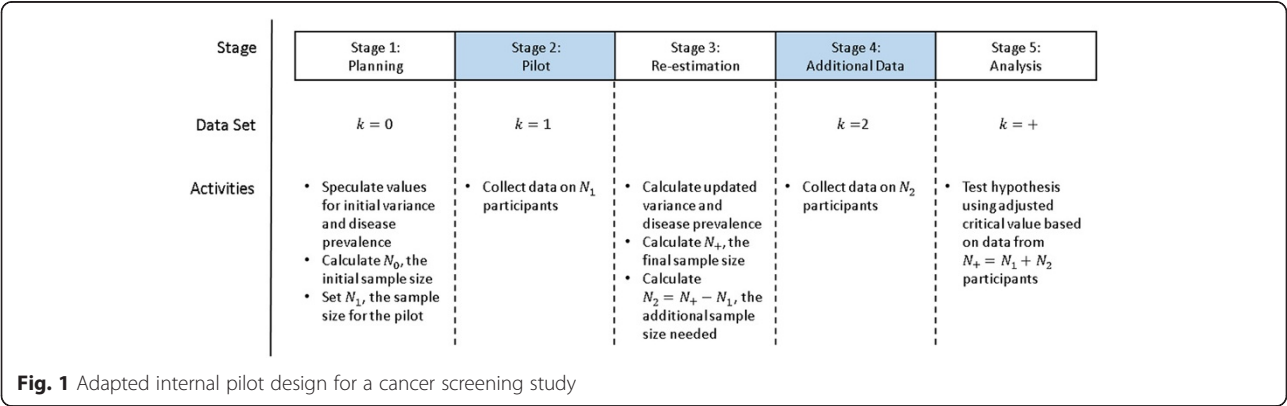 Stage
Stage 1:
Planning
Stage 2:
Pilot
Stage 3:
Re-estimation
Stage 4:
Additional Data
Stage 5:
Analysis
Data Set
k = 0
k = 1
k =2
k = +
Activities
• Speculate values
for initial variance
and disease
prevalence
• Calculate N₀, the
initial sample size
• Set N₁, the sample
size for the pilot
• Collect data on N₁
participants
• Calculate updated
variance and
disease prevalence
• Calculate N₊, the
final sample size
• Calculate
N₂ = N₊ − N₁, the
additional sample
size needed
• Collect data on N₂
participants
• Test hypothesis
using adjusted
critical value based
on data from
N₊ = N₁ + N₂
participants
Fig. 1 Adapted internal pilot design for a cancer screening study